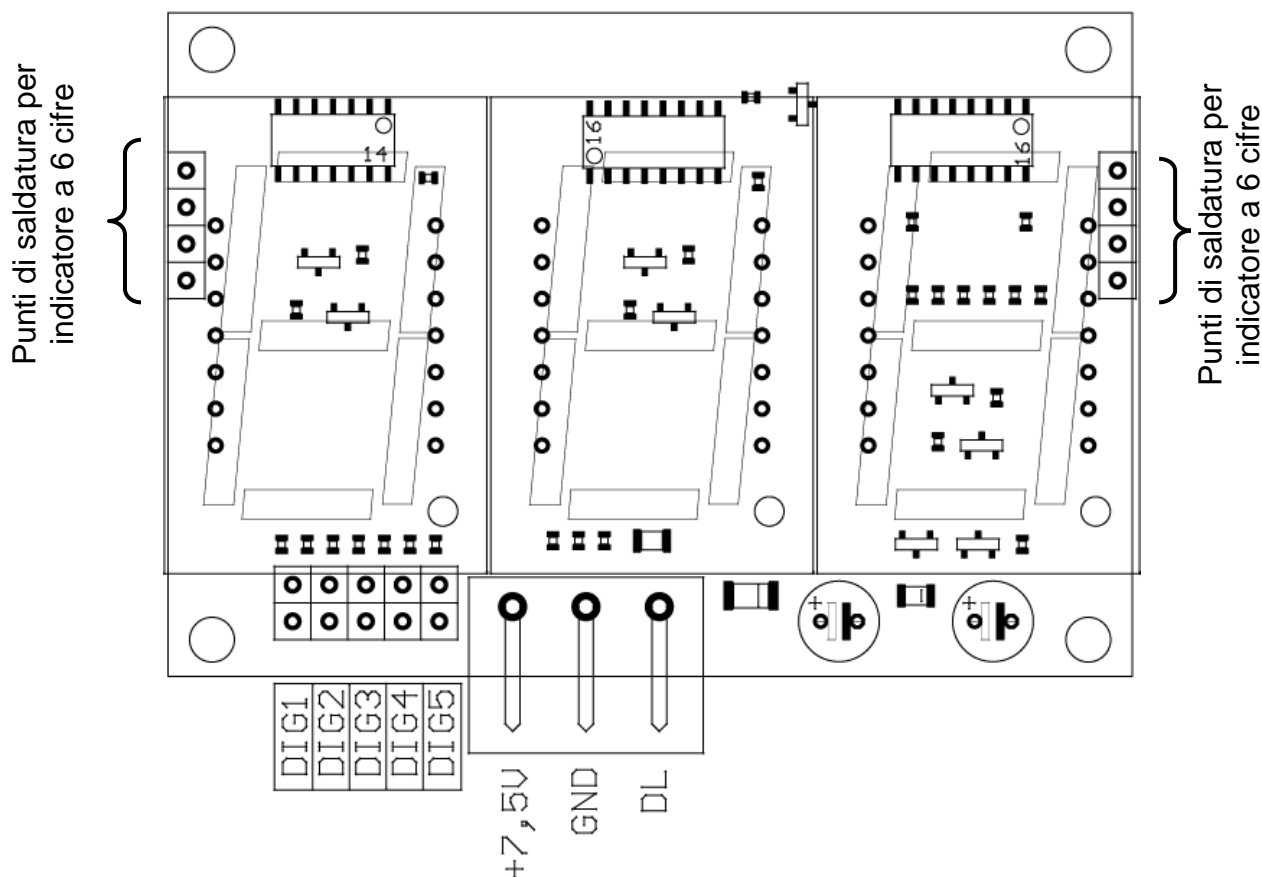 Punti di saldatura per
indicatore a 6 cifre
14
16
16
Punti di saldatura per
indicatore a 6 cifre
+
+
DIG1
DIG2
DIG3
DIG4
DIG5
+7,5V
GND
DL